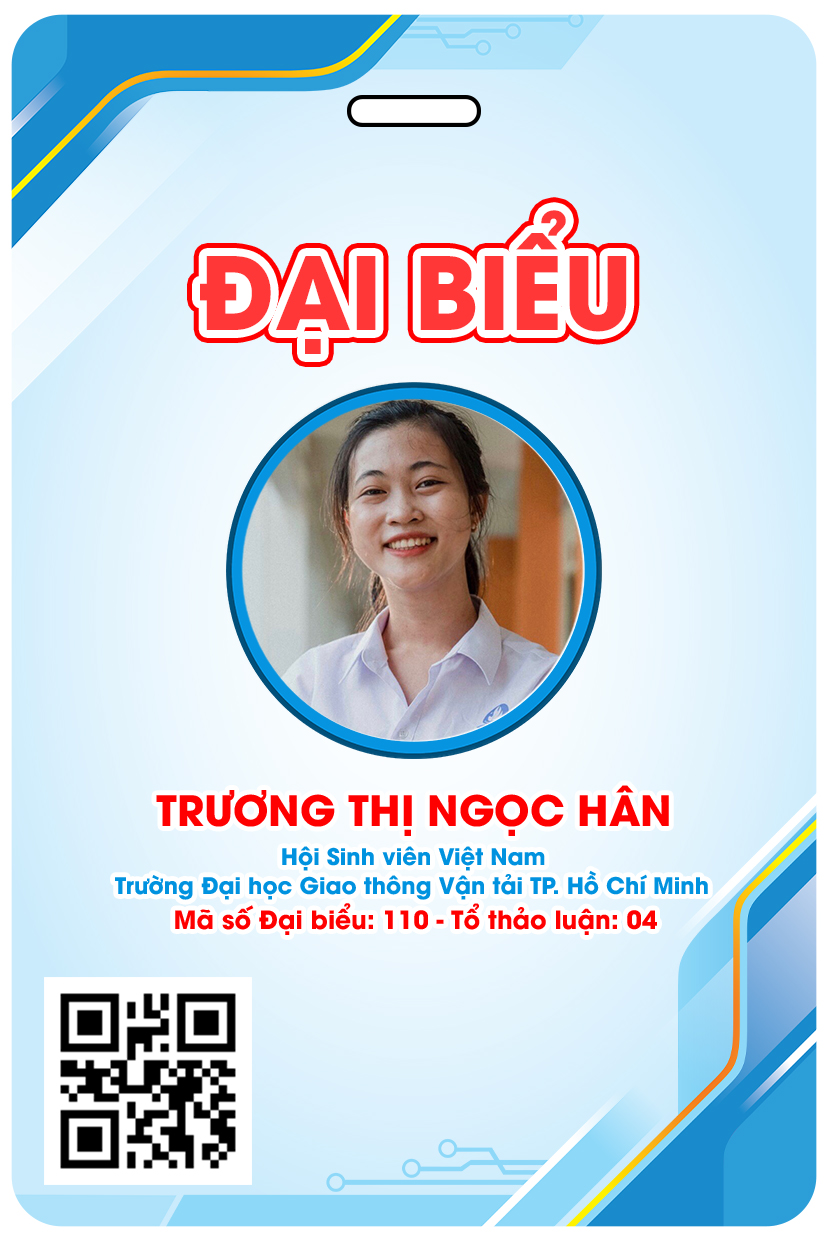 ĐẠI BIỂU
TRƯƠNG THỊ NGỌC HÂN
Hội Sinh viên Việt Nam
Trường Đại học Giao thông Vận tải TP. Hồ Chí Minh
Mã số Đại biểu: 110 - Tổ thảo luận: 04